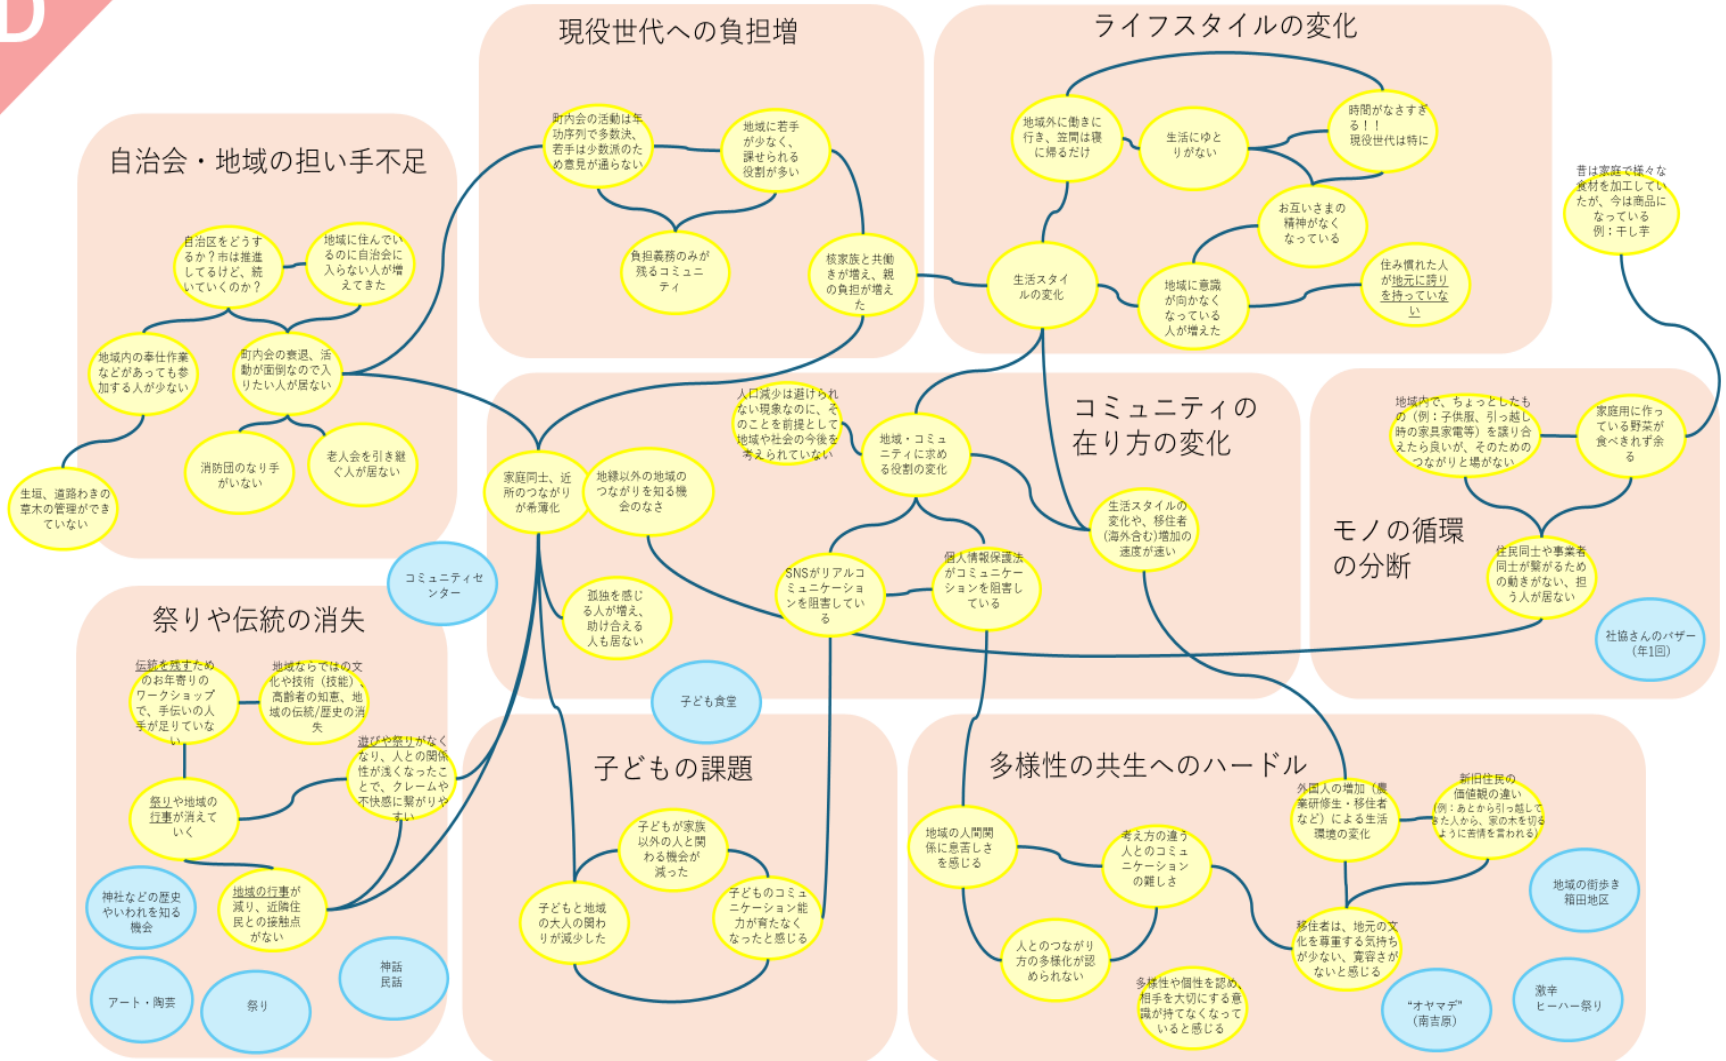 D
現役世代への負担増
ライフスタイルの変化
自治会・地域の担い手不足
町内会の活動は年
功序列で多数決、
若手は少数派のた
め意見が通らない
地域に若手
が少なく、
課せられる
役割が多い
負担義務のみが
残るコミュニ
ティ
核家族と共働
きが増え、親
の負担が増え
た
地域外に働きに
行き、笠間は寝
に帰るだけ
生活にゆと
りがない
時間がなさすぎ
る！！
現役世代は特に
お互いさまの
精神がなく
なっている
生活スタイ
ルの変化
地域に意識
が向かなく
なっている
人が増えた
住み慣れた人
が地元に誇り
を持っていな
い
昔は家庭で様々な
食材を加工してい
たが、今は商品に
なっている
例：干し芋
自治区をどうす
るか？市は推進
してるけど、続
いていくのか？
地域に住んでい
るのに自治会に
入らない人が増
えてきた
地域内の奉仕作業
などがあっても参
加する人が少ない
町内会の衰退、活
動が面倒なので入
りたい人が居ない
消防団のなり手
がいない
老人会を引き継
ぐ人が居ない
生垣、道路わきの
草木の管理ができ
ていない
コミュニティの
在り方の変化
人口減少は避けられ
ない現象なのに、そ
のことを前提として
地域や社会の今後を
考えられていない
地域・コミュ
ニティに求め
る役割の変化
家庭同士、近
所のつながり
が希薄化
地縁以外の地域の
つながりを知る機
会のなさ
生活スタイルの
変化や、移住者
(海外含む)増加の
速度が速い
SNSがリアルコ
ミュニケーショ
ンを阻害してい
る
個人情報保護法
がコミュニケー
ションを阻害し
ている
孤独を感じ
る人が増え、
助け合える
人も居ない
コミュニティセ
ンター
子ども食堂
モノの循環
の分断
地域内で、ちょっとしたも
の（例：子供服、引っ越し
時の家具家電等）を譲り合
えたら良いが、そのための
つながりと場がない
家庭用に作っ
ている野菜が
食べきれず余
る
住民同士や事業者
同士が繋がるため
の動きがない、担
う人が居ない
社協さんのバザー
（年1回）
祭りや伝統の消失
伝統を残すため
のお年寄りの
ワークショップ
で、手伝いの人
手が足りていな
い
地域ならではの文
化や技術（技能）、
高齢者の知恵、地
域の伝統/歴史の消
失
遊びや祭りがなく
なり、人との関係
性が浅くなったこ
とで、クレームや
不快感に繋がりや
すい
祭りや地域の
行事が消えて
いく
地域の行事が
減り、近隣住
民との接触点
がない
神社などの歴史
やいわれを知る
機会
アート・陶芸
祭り
神話
民話
子どもの課題
子どもが家族
以外の人と関
わる機会が
減った
子どもと地域
の大人の関わ
りが減少した
子どものコミュ
ニケーション能
力が育たなく
なったと感じる
多様性の共生へのハードル
地域の人間関
係に息苦しさ
を感じる
考え方の違う
人とのコミュ
ニケーション
の難しさ
人とのつながり
方の多様化が認
められない
多様性や個性を認め、
相手を大切にする意
識が持てなくなって
いると感じる
外国人の増加（農
業研修生・移住者
など）による生活
環境の変化
新旧住民の
価値観の違い
（例：あとから引っ越して
きた人から、家の木を切る
ように苦情を言われる）
移住者は、地元の文
化を尊重する気持ち
が少ない、寛容さが
ないと感じる
地域の街歩き
箱田地区
“オヤマデ”
（南吉原）
激辛
ヒーハー祭り